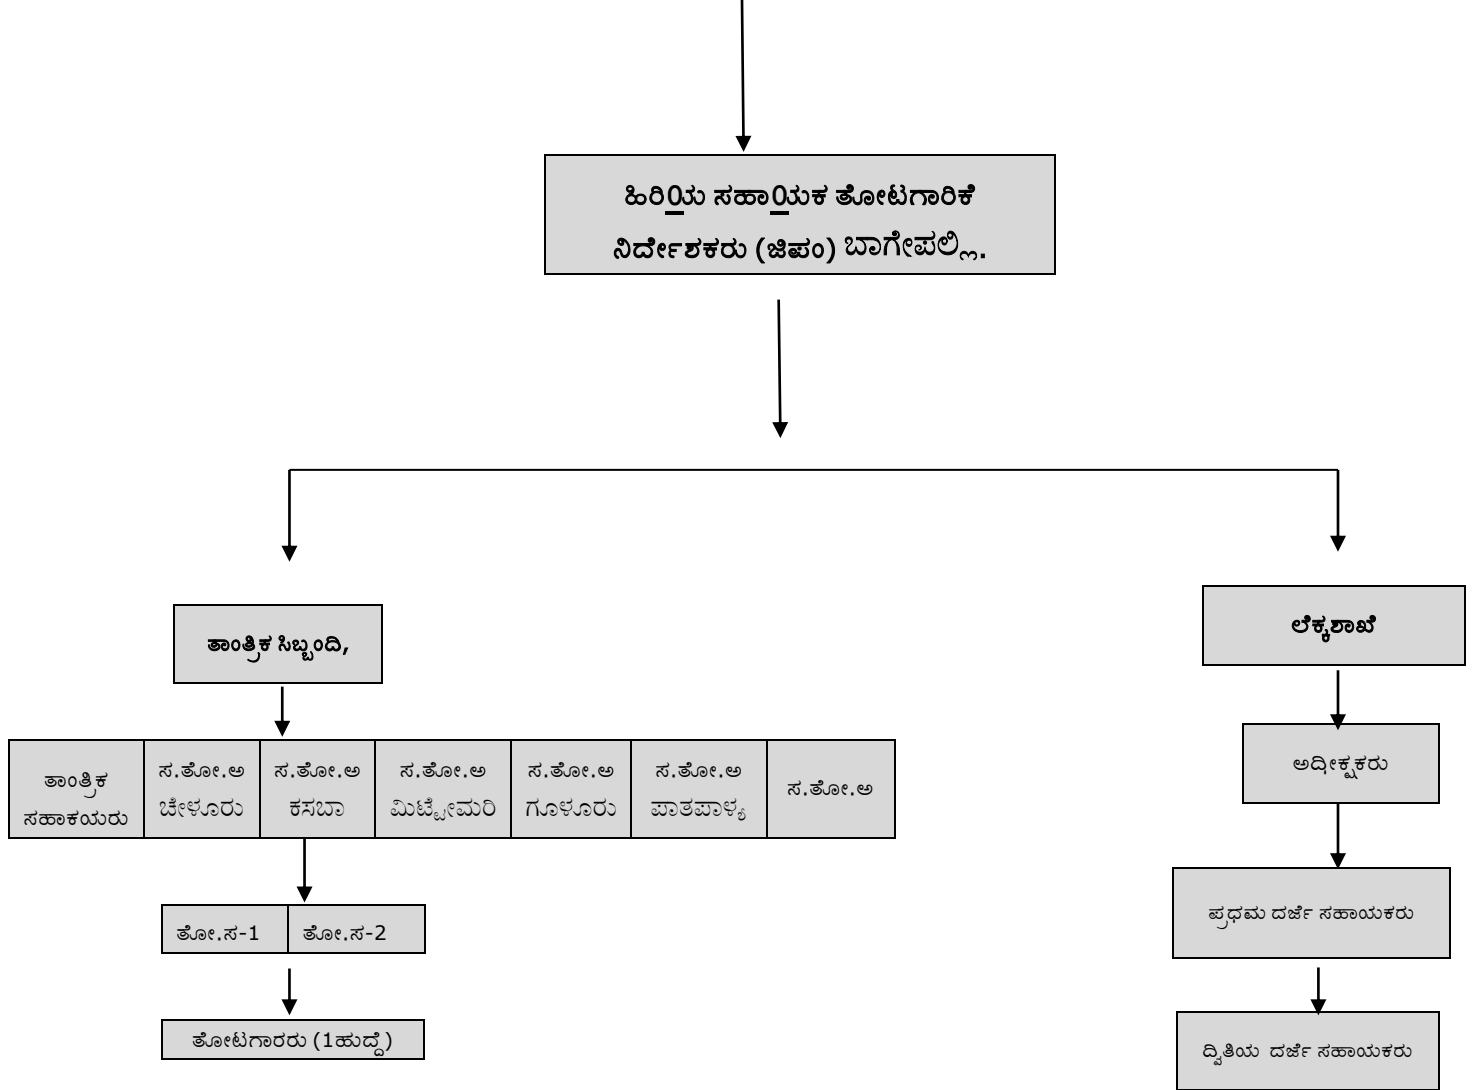 ಹಿರಿ0ಯ ಸಹಾ0ಯಕ ತೋಟಗಾರಿಕೆ
ನಿರ್ದೇಶಕರು (ಜಿಪಂ) ಬಾಗೇಪಲ್ಲಿ.
ತಾಂತ್ರಿಕ ಸಿಬ್ಬಂದಿ,
ಲೆಕ್ಕಶಾಖೆ
ತಾಂತ್ರಿಕ
ಸಹಾಕಯರು
ಸ.ತೋ.ಅ
ಚೇಳೂರು
ಸ.ತೋ.ಅ
ಕಸಬಾ
ಸ.ತೋ.ಅ
ಮಿಟ್ಟೇಮರಿ
ಸ.ತೋ.ಅ
ಗೂಳೂರು
ಸ.ತೋ.ಅ
ಪಾತಪಾಳ್ಯ
ಸ.ತೋ.ಅ
ಅಧೀಕ್ಷಕರು
ತೋ.ಸ-1
ತೋ.ಸ-2
ಪ್ರಧಮ ದರ್ಜೆ ಸಹಾಯಕರು
ತೋಟಗಾರರು (1ಹುದ್ದೆ)
ದ್ವಿತಿಯ ದರ್ಜೆ ಸಹಾಯಕರು